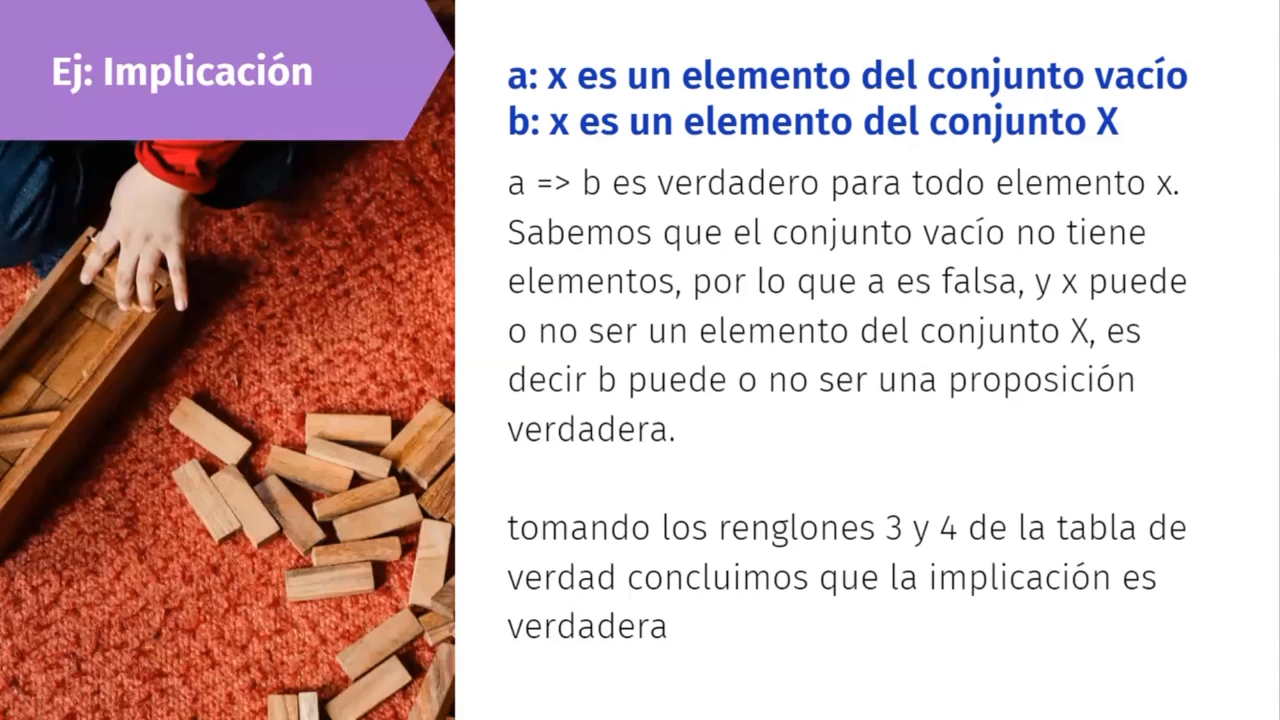 Ej: Implicación
a: x es un elemento del conjunto vacío
b: x es un elemento del conjunto X
a => b es verdadero para todo elemento x.
Sabemos que el conjunto vacío no tiene
elementos, por lo que a es falsa, y x puede
o no ser un elemento del conjunto X, es
decir b puede o no ser una proposición
verdadera.
tomando los renglones 3 y 4 de la tabla de
verdad concluimos que la implicación es
verdadera